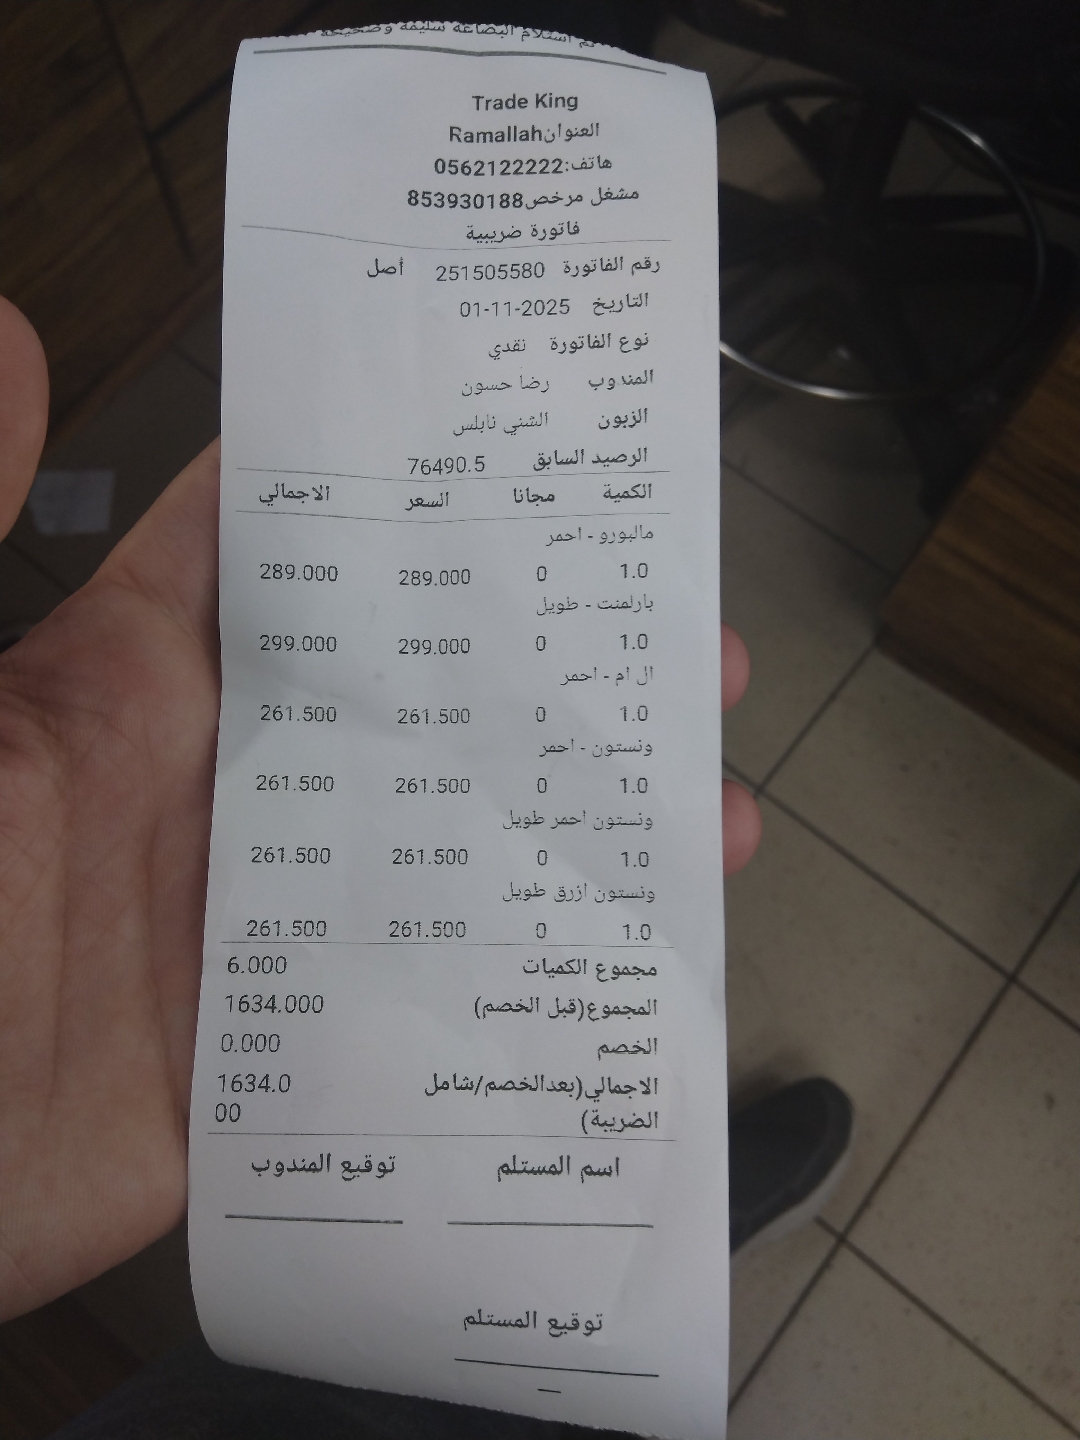 تم استلام البضاعة سليمة وصحيحة
Trade King
العنوانRamallah
هاتف:0562122222
مشغل مرخص853930188
فاتورة ضريبية
رقم الفاتورة 251505580 أصل
التاريخ 01-11-2025
نوع الفاتورة نقدي
المندوب رضا حسون
الزبون الشني نابلس
الرصيد السابق 76490.5
الكمية مجانا السعر الاجمالي
مالبورو - احمر
1.0 0 289.000 289.000
بارلمنت - طويل
1.0 0 299.000 299.000
ال ام - احمر
1.0 0 261.500 261.500
ونستون - احمر
1.0 0 261.500 261.500
ونستون احمر طويل
1.0 0 261.500 261.500
ونستون ازرق طويل
1.0 0 261.500 261.500
مجموع الكميات 6.000
المجموع(قبل الخصم) 1634.000
الخصم 0.000
الاجمالي(بعدالخصم/شامل 1634.0
الضريبة) 00
اسم المستلم توقيع المندوب
توقيع المستلم